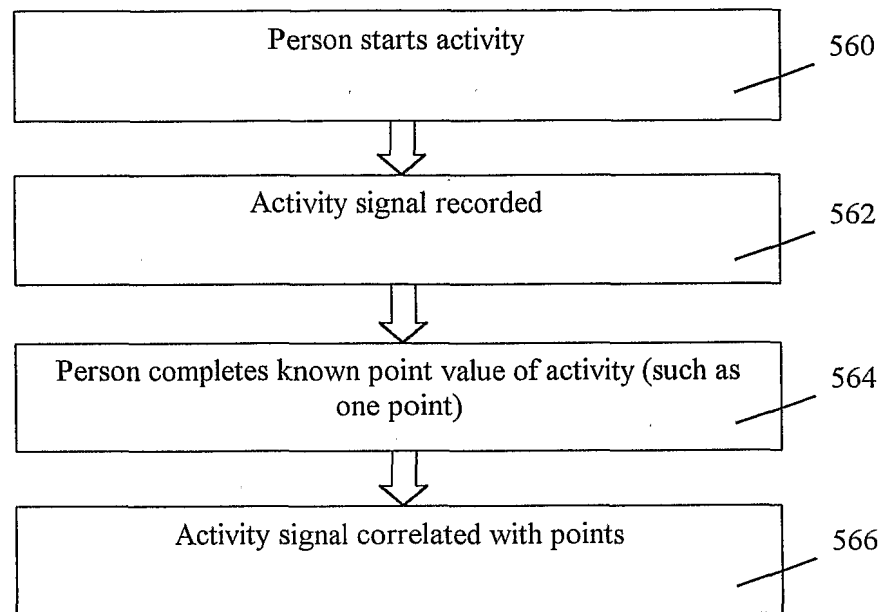 Person starts activity
560
Activity signal recorded
562
Person completes known point value of activity (such as
one point)
564
Activity signal correlated with points
566